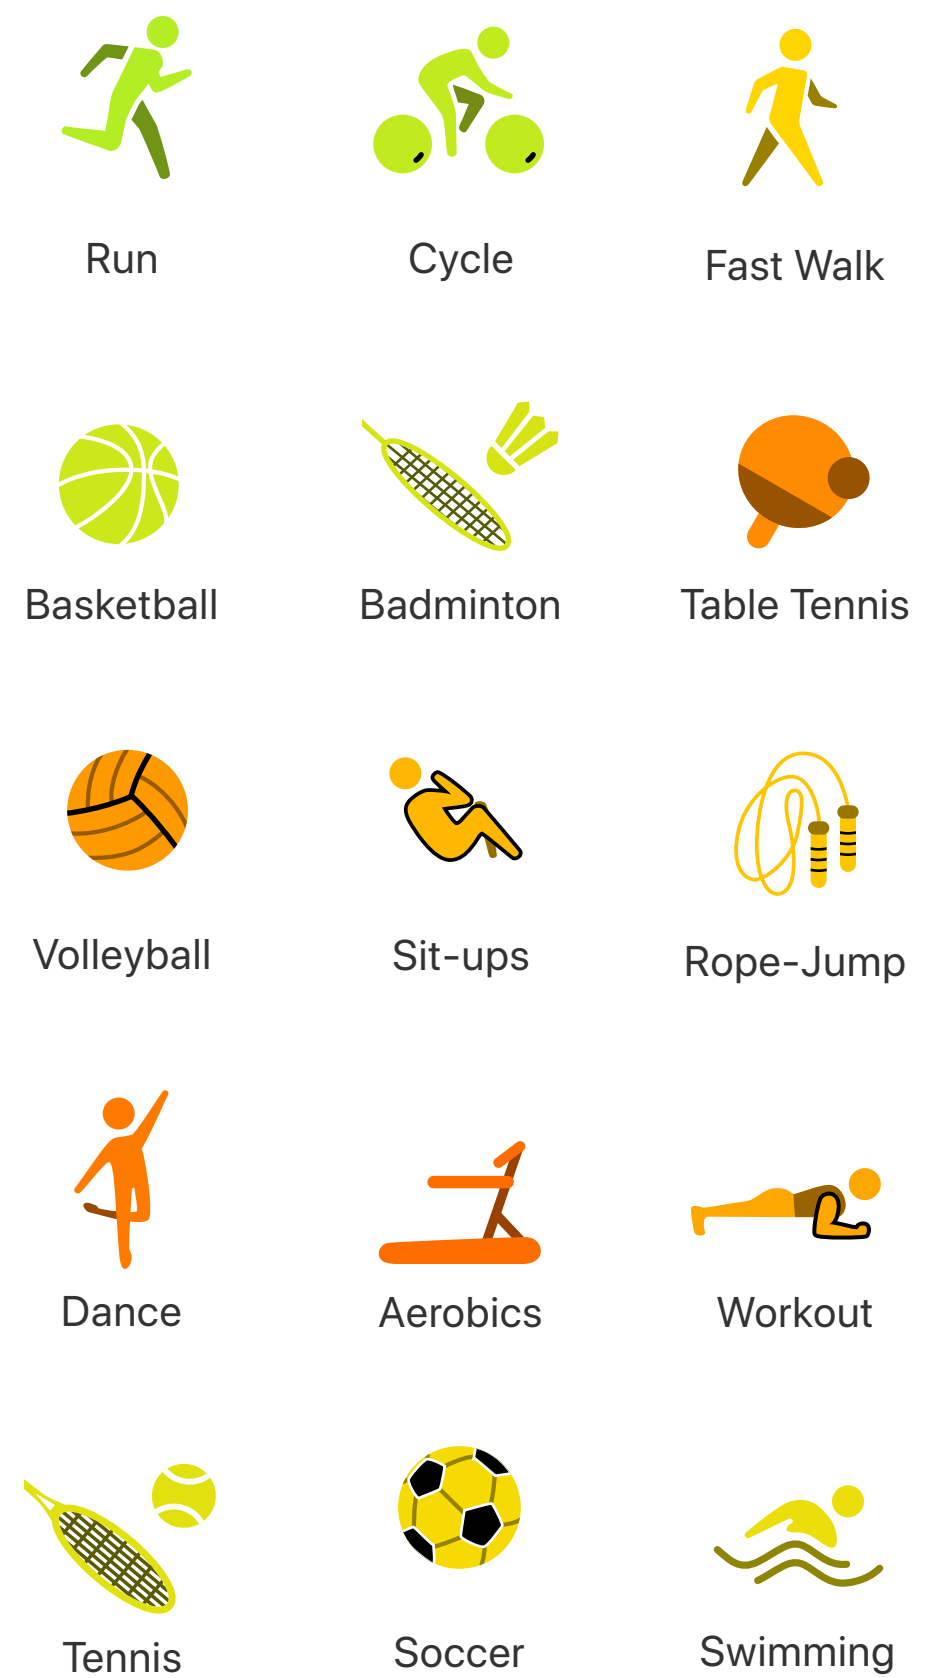 Run
Cycle
Fast Walk
Basketball
Badminton
Table Tennis
Volleyball
Sit-ups
Rope-Jump
Dance
Aerobics
Workout
Tennis
Soccer
Swimming